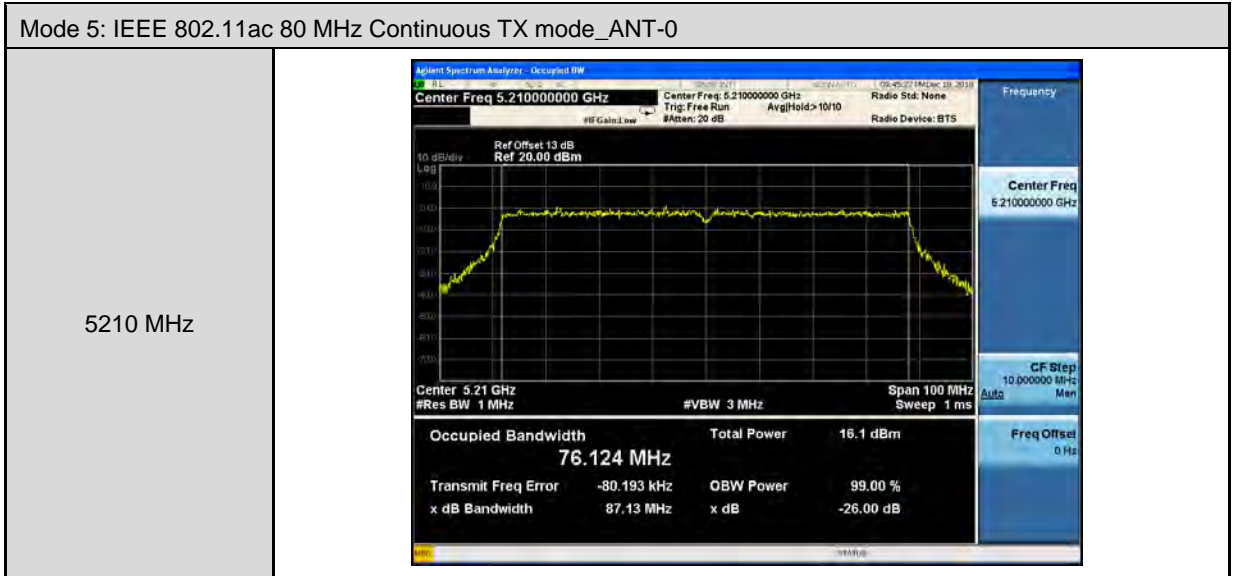 Mode 5: IEEE 802.11ac 80 MHz Continuous TX mode_ANT-0
5210 MHz
Agilent Spectrum Analyzer - Occupied BW
RL
Center Freq 5.210000000 GHz
Center Freq: 5.210000000 GHz
Radio Std: None
Trig: Free Run Avg|Hold:>10/10
#IFGain:Low #Atten: 20 dB Radio Device: BTS
Frequency
Ref Offset 13 dB
10 dB/div Ref 20.00 dBm
Log
Center Freq
5.210000000 GHz
Center 5.21 GHz Span 100 MHz
#Res BW 1 MHz #VBW 3 MHz Sweep 1 ms
CF Step
10.000000 MHz
Auto Man
Occupied Bandwidth Total Power 16.1 dBm
76.124 MHz
Freq Offset
0 Hz
Transmit Freq Error -80.193 kHz OBW Power 99.00 %
x dB Bandwidth 87.13 MHz x dB -26.00 dB
MSG STATUS